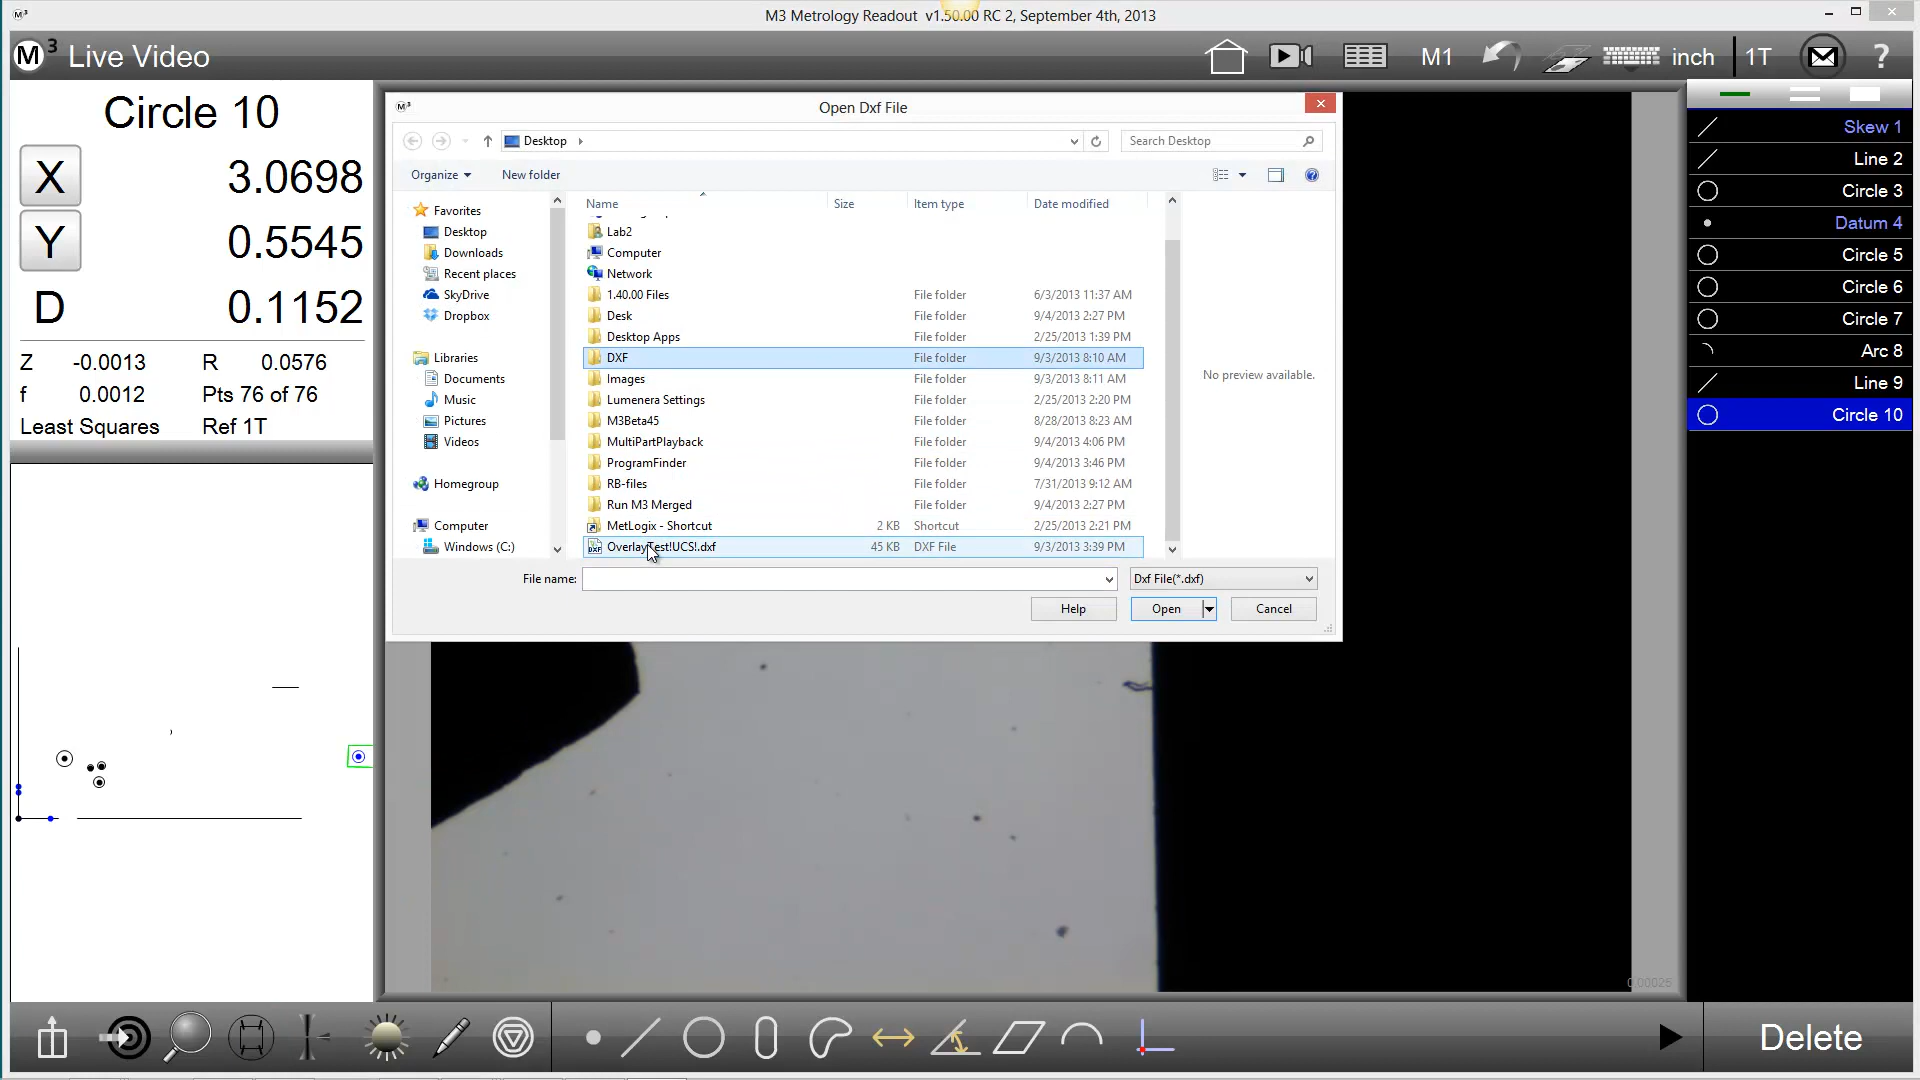 M3 Metrology Readout v1.50.00 RC 2, September 4th, 2013
M3 Live Video
M1
inch
1T
?
Circle 10
X 3.0698
Y 0.5545
D 0.1152
Z -0.0013 R 0.0576
f 0.0012 Pts 76 of 76
Least Squares Ref 1T
Open Dxf File
Desktop
Search Desktop
Organize
New folder
Favorites
Desktop
Downloads
Recent places
SkyDrive
Dropbox
Libraries
Documents
Music
Pictures
Videos
Homegroup
Computer
Windows (C:)
Name Size Item type Date modified
Lab2
Computer
Network
1.40.00 Files File folder 6/3/2013 11:37 AM
Desk File folder 9/4/2013 2:27 PM
Desktop Apps File folder 2/25/2013 1:39 PM
DXF File folder 9/3/2013 8:10 AM
Images File folder 9/3/2013 8:11 AM
Lumenera Settings File folder 2/25/2013 2:20 PM
M3Beta45 File folder 8/28/2013 8:23 AM
MultiPartPlayback File folder 9/4/2013 4:06 PM
ProgramFinder File folder 9/4/2013 3:46 PM
RB-files File folder 7/31/2013 9:12 AM
Run M3 Merged File folder 9/4/2013 2:27 PM
MetLogix - Shortcut 2 KB Shortcut 2/25/2013 2:21 PM
OverlayTest!UCS!.dxf 45 KB DXF File 9/3/2013 3:39 PM
No preview available.
File name:
Dxf File(*.dxf)
Help
Open
Cancel
Skew 1
Line 2
Circle 3
Datum 4
Circle 5
Circle 6
Circle 7
Arc 8
Line 9
Circle 10
0.00025
Delete